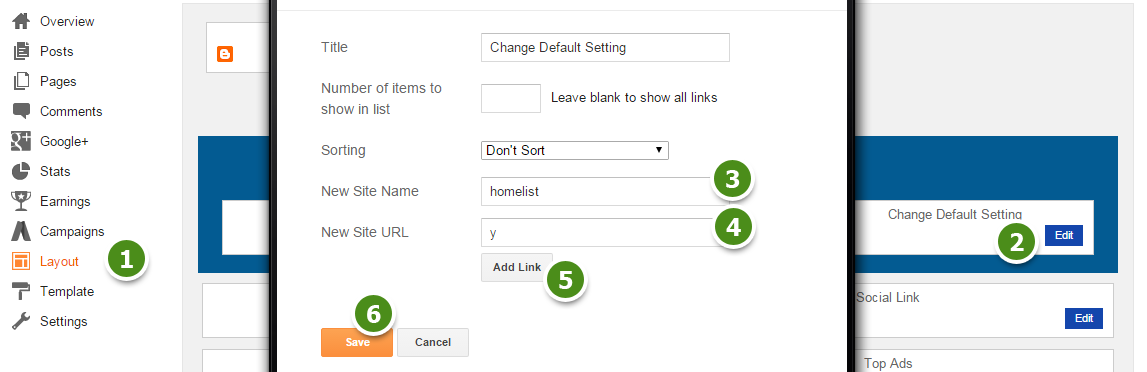 Overview
Posts
Pages
Comments
Google+
Stats
Earnings
Campaigns
Layout
1
Template
Settings
Title
Change Default Setting
Number of items to
show in list
Leave blank to show all links
Sorting
Don't Sort
New Site Name
homelist
3
New Site URL
y
4
Add Link
5
6
Save
Cancel
Change Default Setting
2
Edit
Social Link
Edit
Top Ads